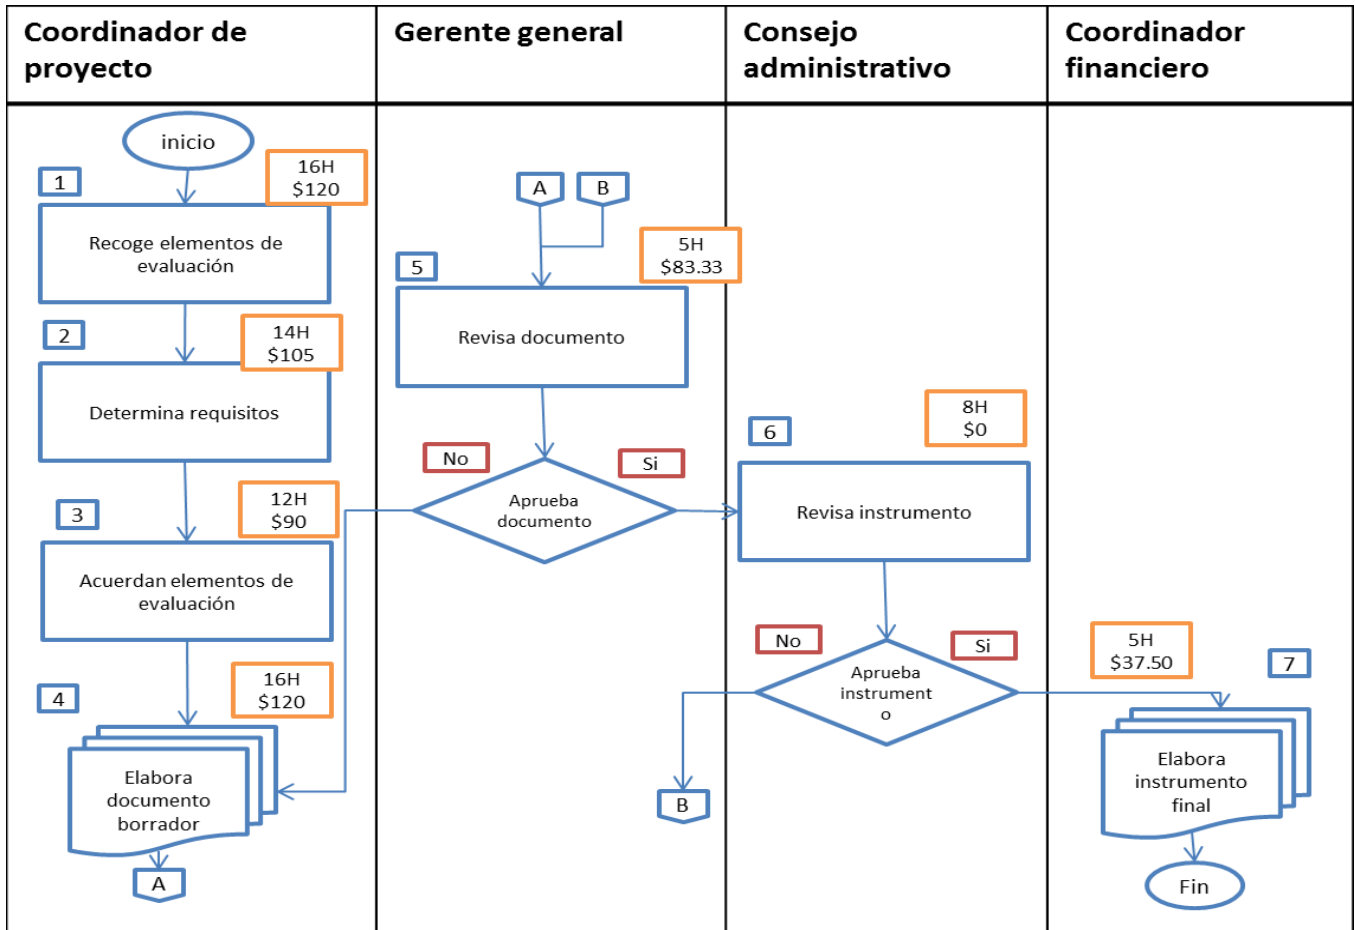 Coordinador de
proyecto
Gerente general
Consejo
administrativo
Coordinador
financiero
inicio
16H
$120
1
Recoge elementos de
evaluación
14H
$105
2
Determina requisitos
12H
$90
3
Acuerdan elementos de
evaluación
16H
$120
4
Elabora
documento
borrador
A
A
B
5H
$83.33
5
Revisa documento
No
Si
Aprueba
documento
8H
$0
6
Revisa instrumento
No
Si
Aprueba
instrument
o
B
5H
$37.50
7
Elabora
instrumento
final
Fin